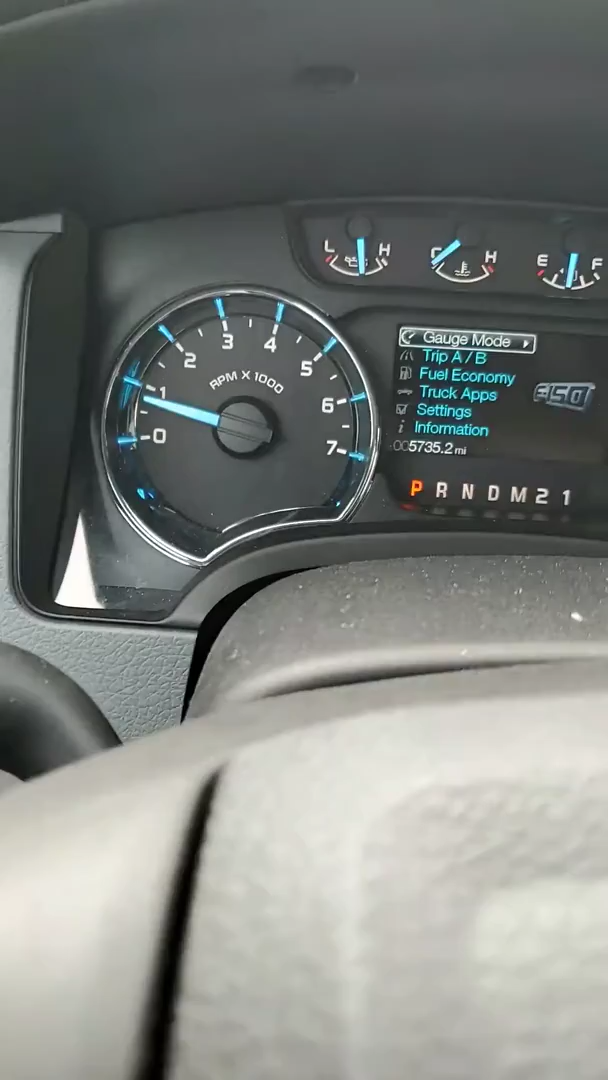 L H
C H
E F
0 1 2 3 4 5 6 7
RPM X 1000
Gauge Mode
Trip A / B
Fuel Economy
Truck Apps
Settings
i Information
005735.2 mi
F150
P R N D M 2 1